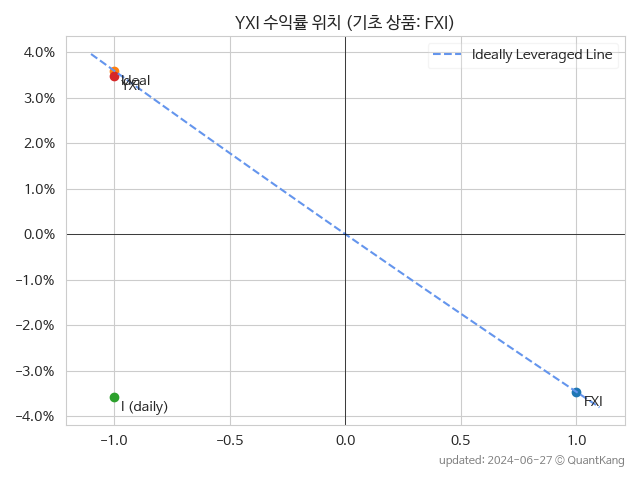 YXI 수익률 위치 (기초 상품: FXI)
Ideally Leveraged Line
4.0%
3.0%
2.0%
1.0%
0.0%
-1.0%
-2.0%
-3.0%
-4.0%
Ideal
YXI
I (daily)
FXI
-1.0
-0.5
0.0
0.5
1.0
updated: 2024-06-27 © QuantKang